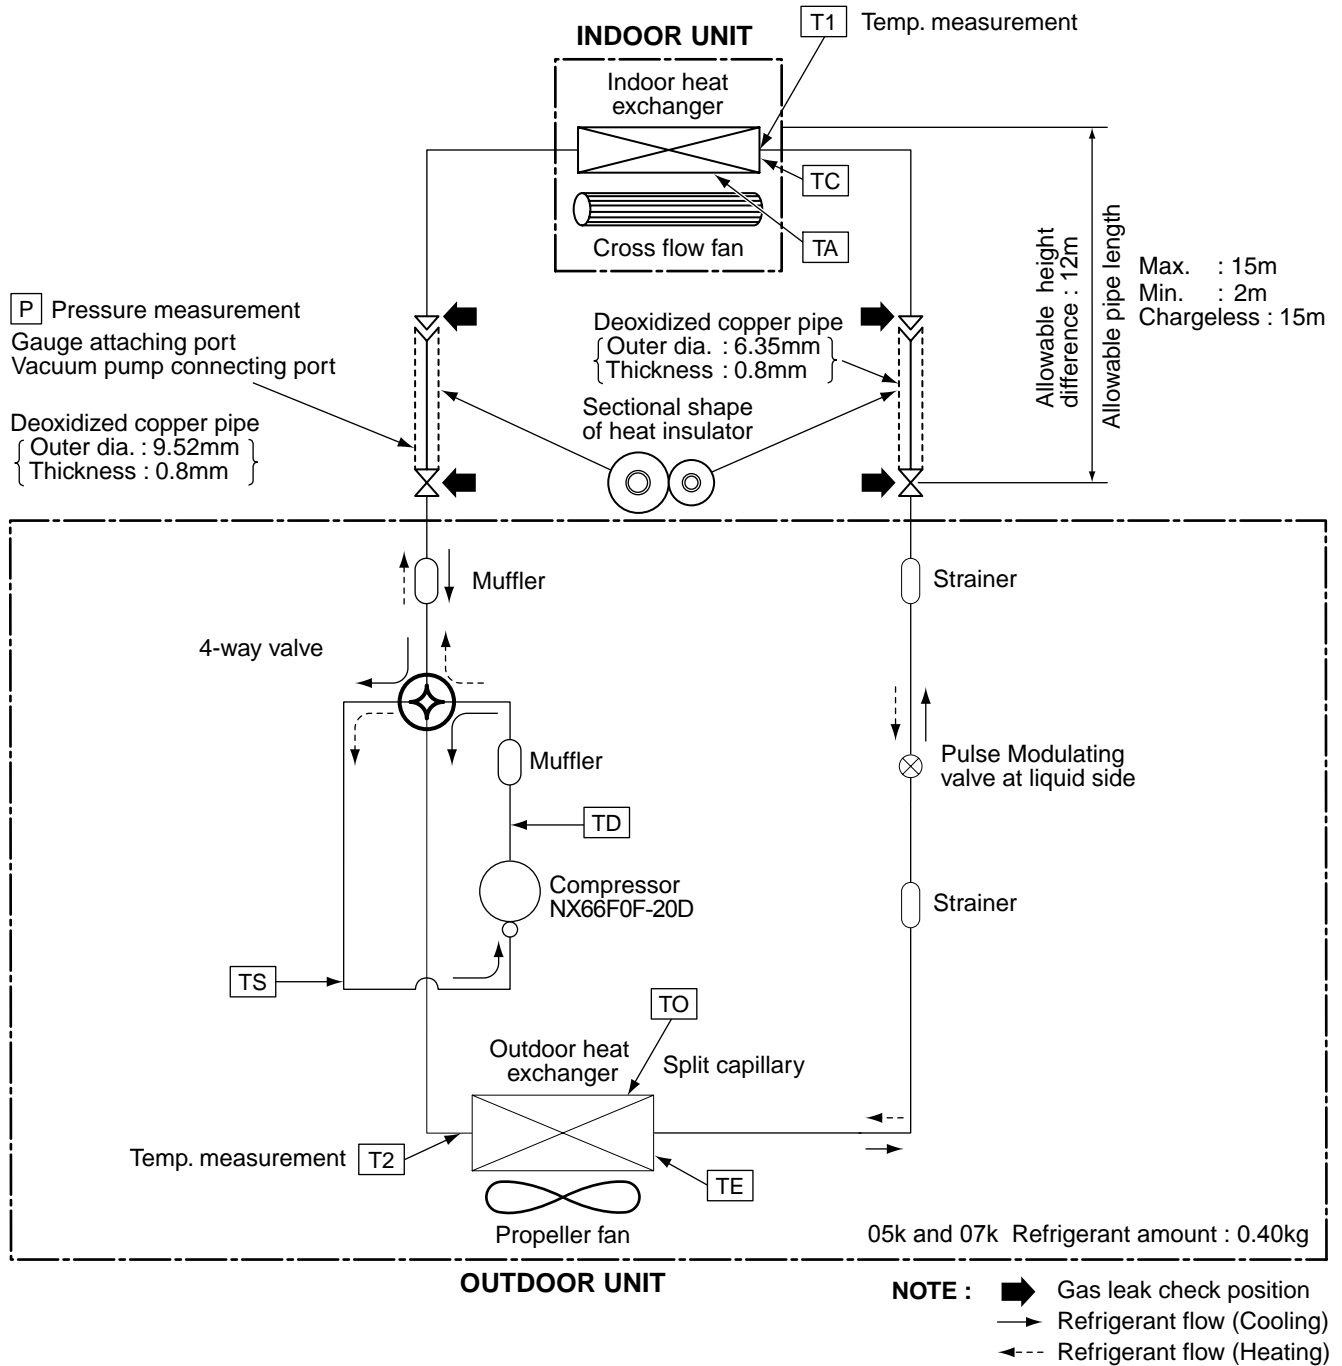 T1 Temp. measurement
INDOOR UNIT
Indoor heat
exchanger
TC
TA
Cross flow fan
Allowable height
difference : 12m
Allowable pipe length
Max. : 15m
Min. : 2m
Chargeless : 15m
P Pressure measurement
Gauge attaching port
Vacuum pump connecting port
Deoxidized copper pipe
Outer dia. : 9.52mm
Thickness : 0.8mm
Deoxidized copper pipe
Outer dia. : 6.35mm
Thickness : 0.8mm
Sectional shape
of heat insulator
Muffler
Strainer
4-way valve
Muffler
Pulse Modulating
valve at liquid side
TD
Compressor
NX66F0F-20D
Strainer
TS
TO
Outdoor heat
exchanger
Split capillary
Temp. measurement T2
TE
Propeller fan
05k and 07k Refrigerant amount : 0.40kg
OUTDOOR UNIT
NOTE : Gas leak check position
Refrigerant flow (Cooling)
Refrigerant flow (Heating)